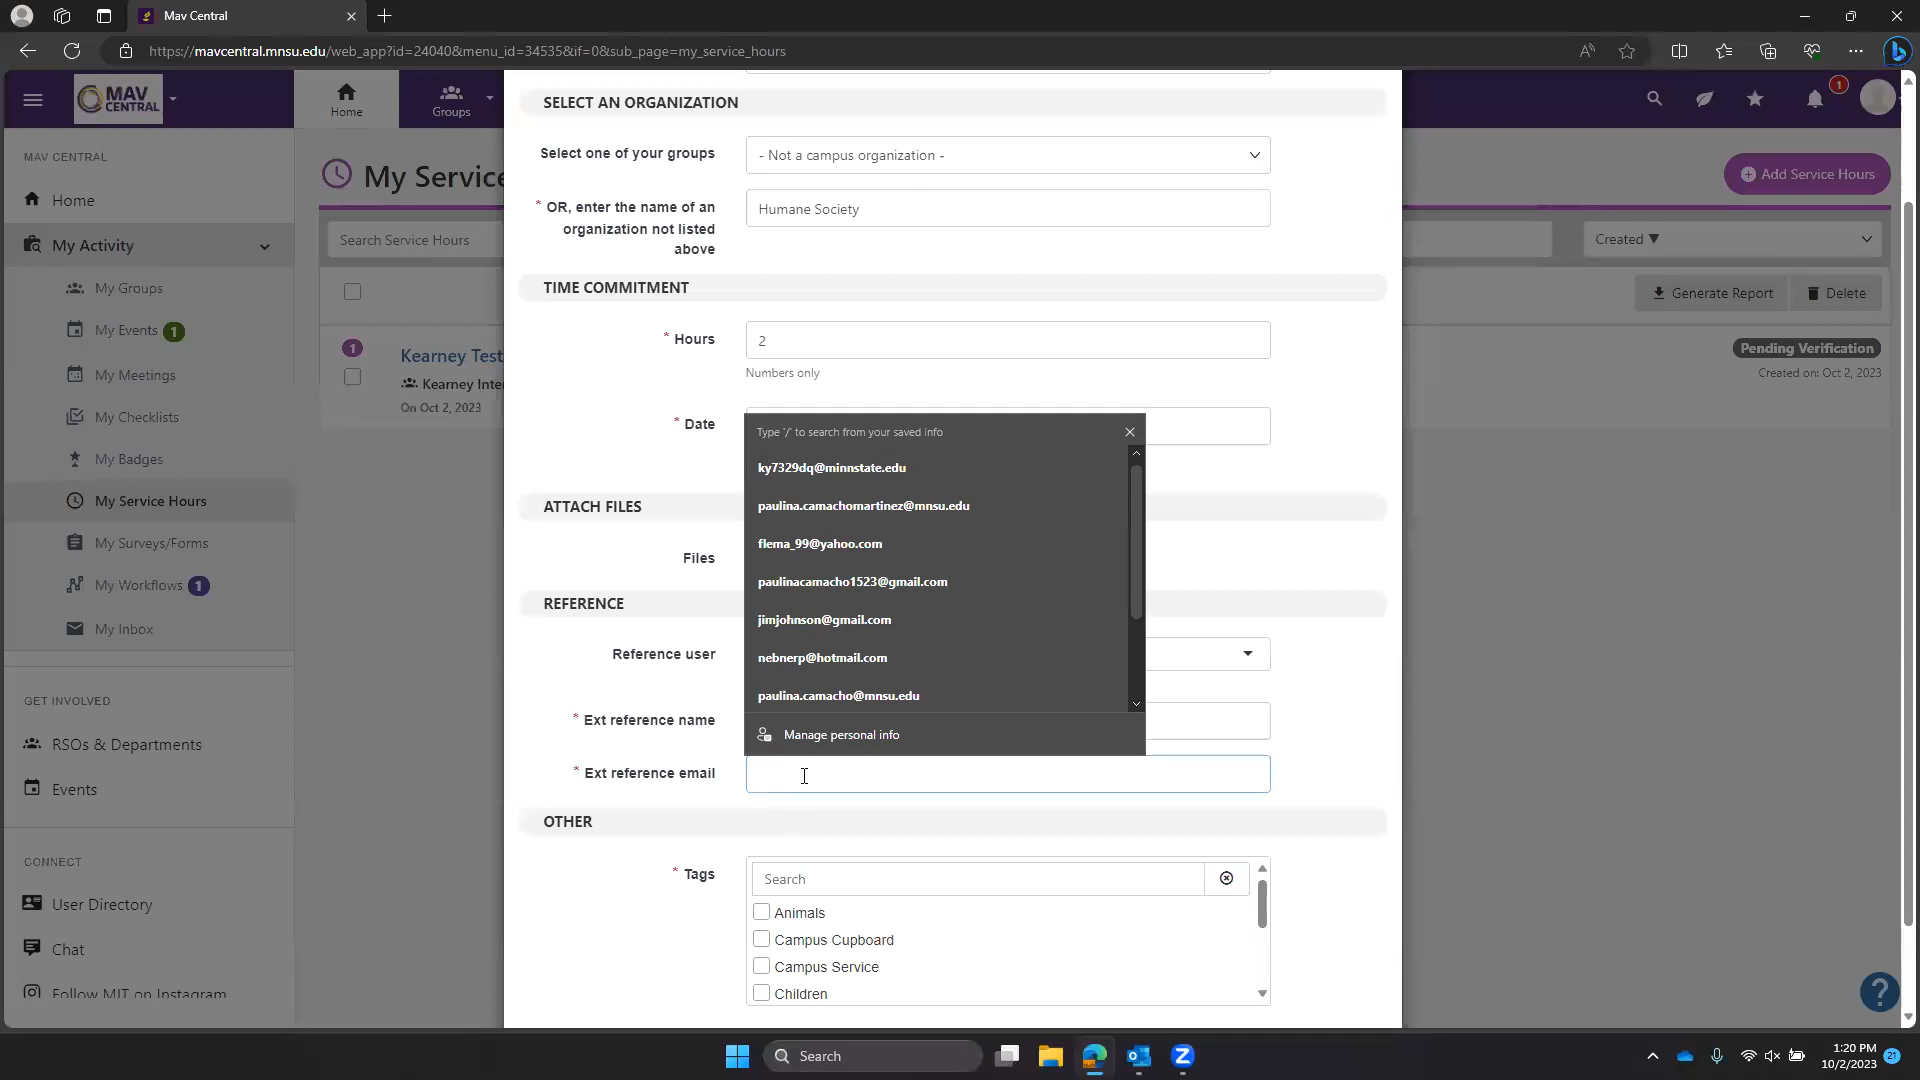 Mav Central
https://mavcentral.mnsu.edu/web_app?id=24040&menu_id=34535&if=0&sub_page=my_service_hours
MAV CENTRAL
Home
Groups
1
MAV CENTRAL
Home
My Activity
My Groups
My Events 1
My Meetings
My Checklists
My Badges
My Service Hours
My Surveys/Forms
My Workflows 1
My Inbox
GET INVOLVED
RSOs & Departments
Events
CONNECT
User Directory
Chat
Follow MIT on Instagram
My Service
Add Service Hours
Search Service Hours
Created ▼
Generate Report
Delete
1
Kearney Test
Kearney Inter
On Oct 2, 2023
Pending Verification
Created on: Oct 2, 2023
SELECT AN ORGANIZATION
Select one of your groups
- Not a campus organization -
* OR, enter the name of an
organization not listed
above
Humane Society
TIME COMMITMENT
* Hours
2
Numbers only
* Date
Type '/' to search from your saved info
ky7329dq@minnstate.edu
paulina.camachomartinez@mnsu.edu
flema_99@yahoo.com
paulinacamacho1523@gmail.com
jimjohnson@gmail.com
nebnerp@hotmail.com
paulina.camacho@mnsu.edu
Manage personal info
ATTACH FILES
Files
REFERENCE
Reference user
* Ext reference name
* Ext reference email
OTHER
* Tags
Search
Animals
Campus Cupboard
Campus Service
Children
?
Search
1:20 PM
10/2/2023
21